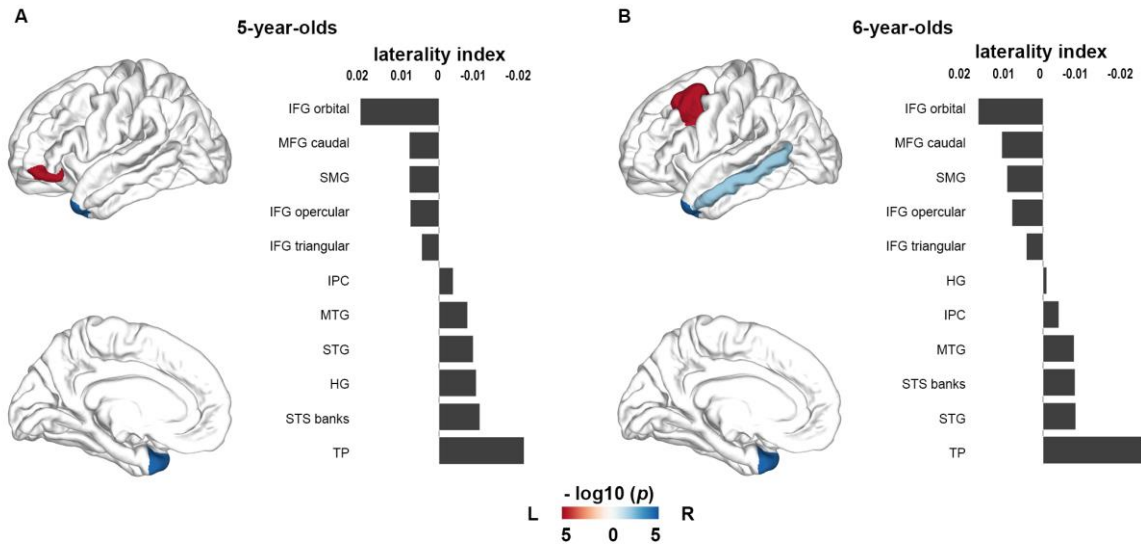 A
5-year-olds
laterality index
0.02 0.01 0 -0.01 -0.02
IFG orbital
MFG caudal
SMG
IFG opercular
IFG triangular
IPC
MTG
STG
HG
STS banks
TP
B
6-year-olds
laterality index
0.02 0.01 0 -0.01 -0.02
IFG orbital
MFG caudal
SMG
IFG opercular
IFG triangular
HG
IPC
MTG
STS banks
STG
TP
- log10 (p)
L R
5 0 5